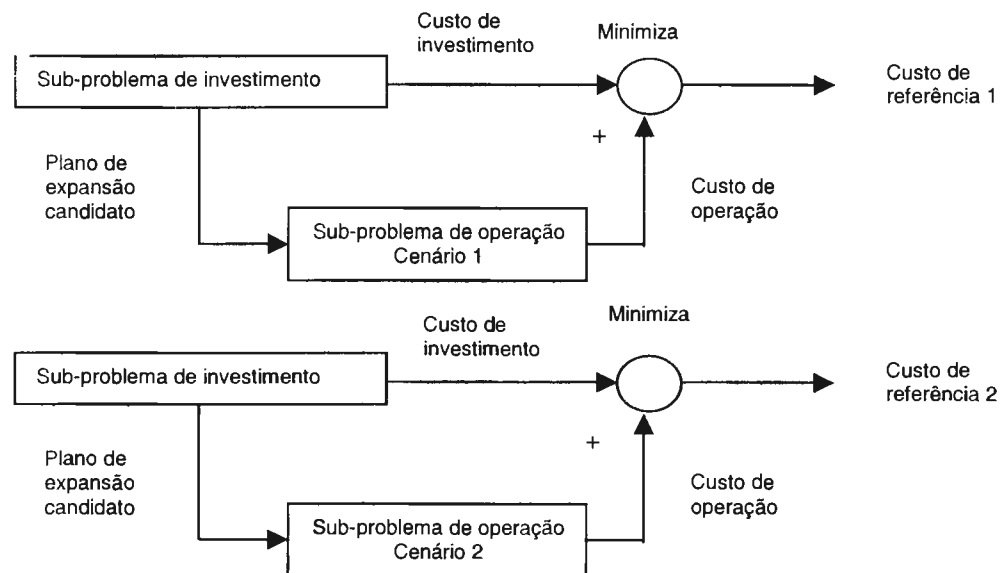 Custo de
investimento
Minimiza
Sub-problema de investimento
Custo de
referência 1
+
Plano de
expansão
candidato
Custo de
operação
Sub-problema de operação
Cenário 1
Custo de
investimento
Minimiza
Sub-problema de investimento
Custo de
referência 2
+
Plano de
expansão
candidato
Custo de
operação
Sub-problema de operação
Cenário 2